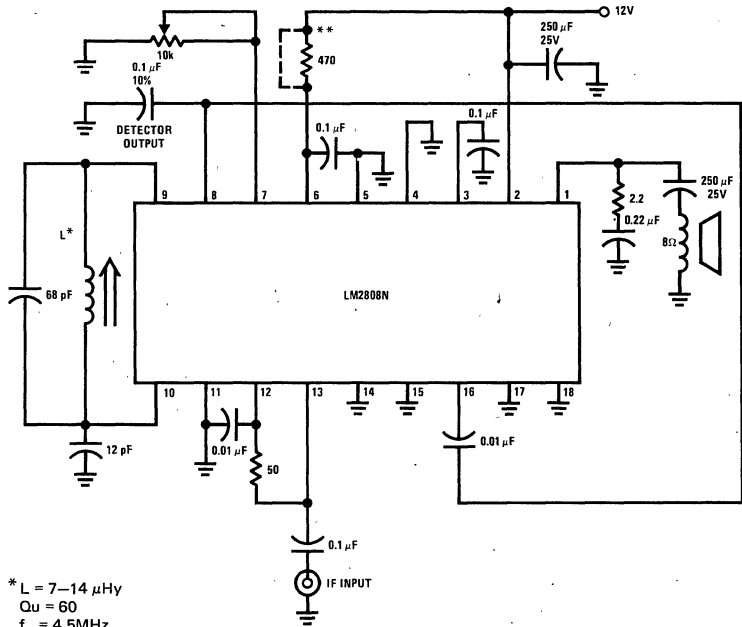 12V
250 µF
25V
**
470
10k
0.1 µF
10%
DETECTOR
OUTPUT
0.1 µF
0.1 µF
9 8 7 6 5 4 3 2 1
2.2
0.22 µF
250 µF
25V
8Ω
L*
68 pF
LM2808N
10 11 12 13 14 15 16 17 18
12 pF
0.01 µF
50
0.01 µF
0.1 µF
IF INPUT
* L = 7–14 µHy
Qu = 60
= 4.5MHz